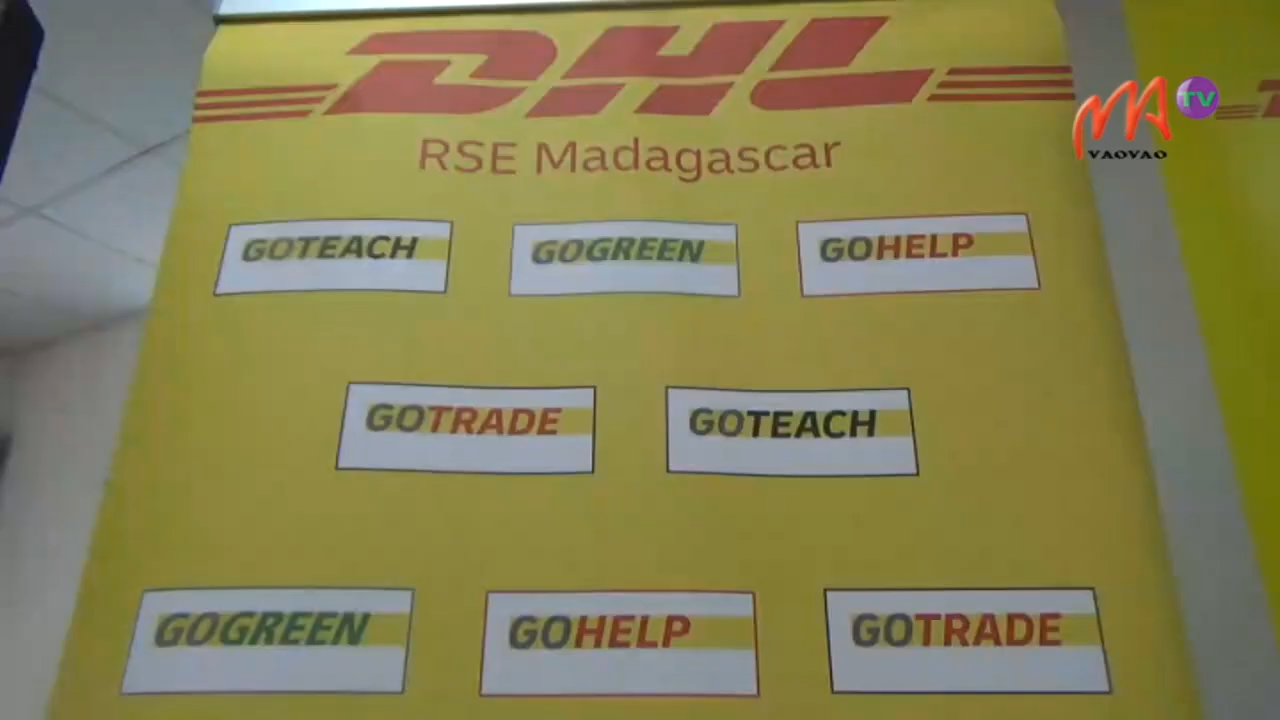 DHL
RSE Madagascar
MA TV
VAOVAO
GOTEACH GOGREEN GOHELP
GOTRADE GOTEACH
GOGREEN GOHELP GOTRADE